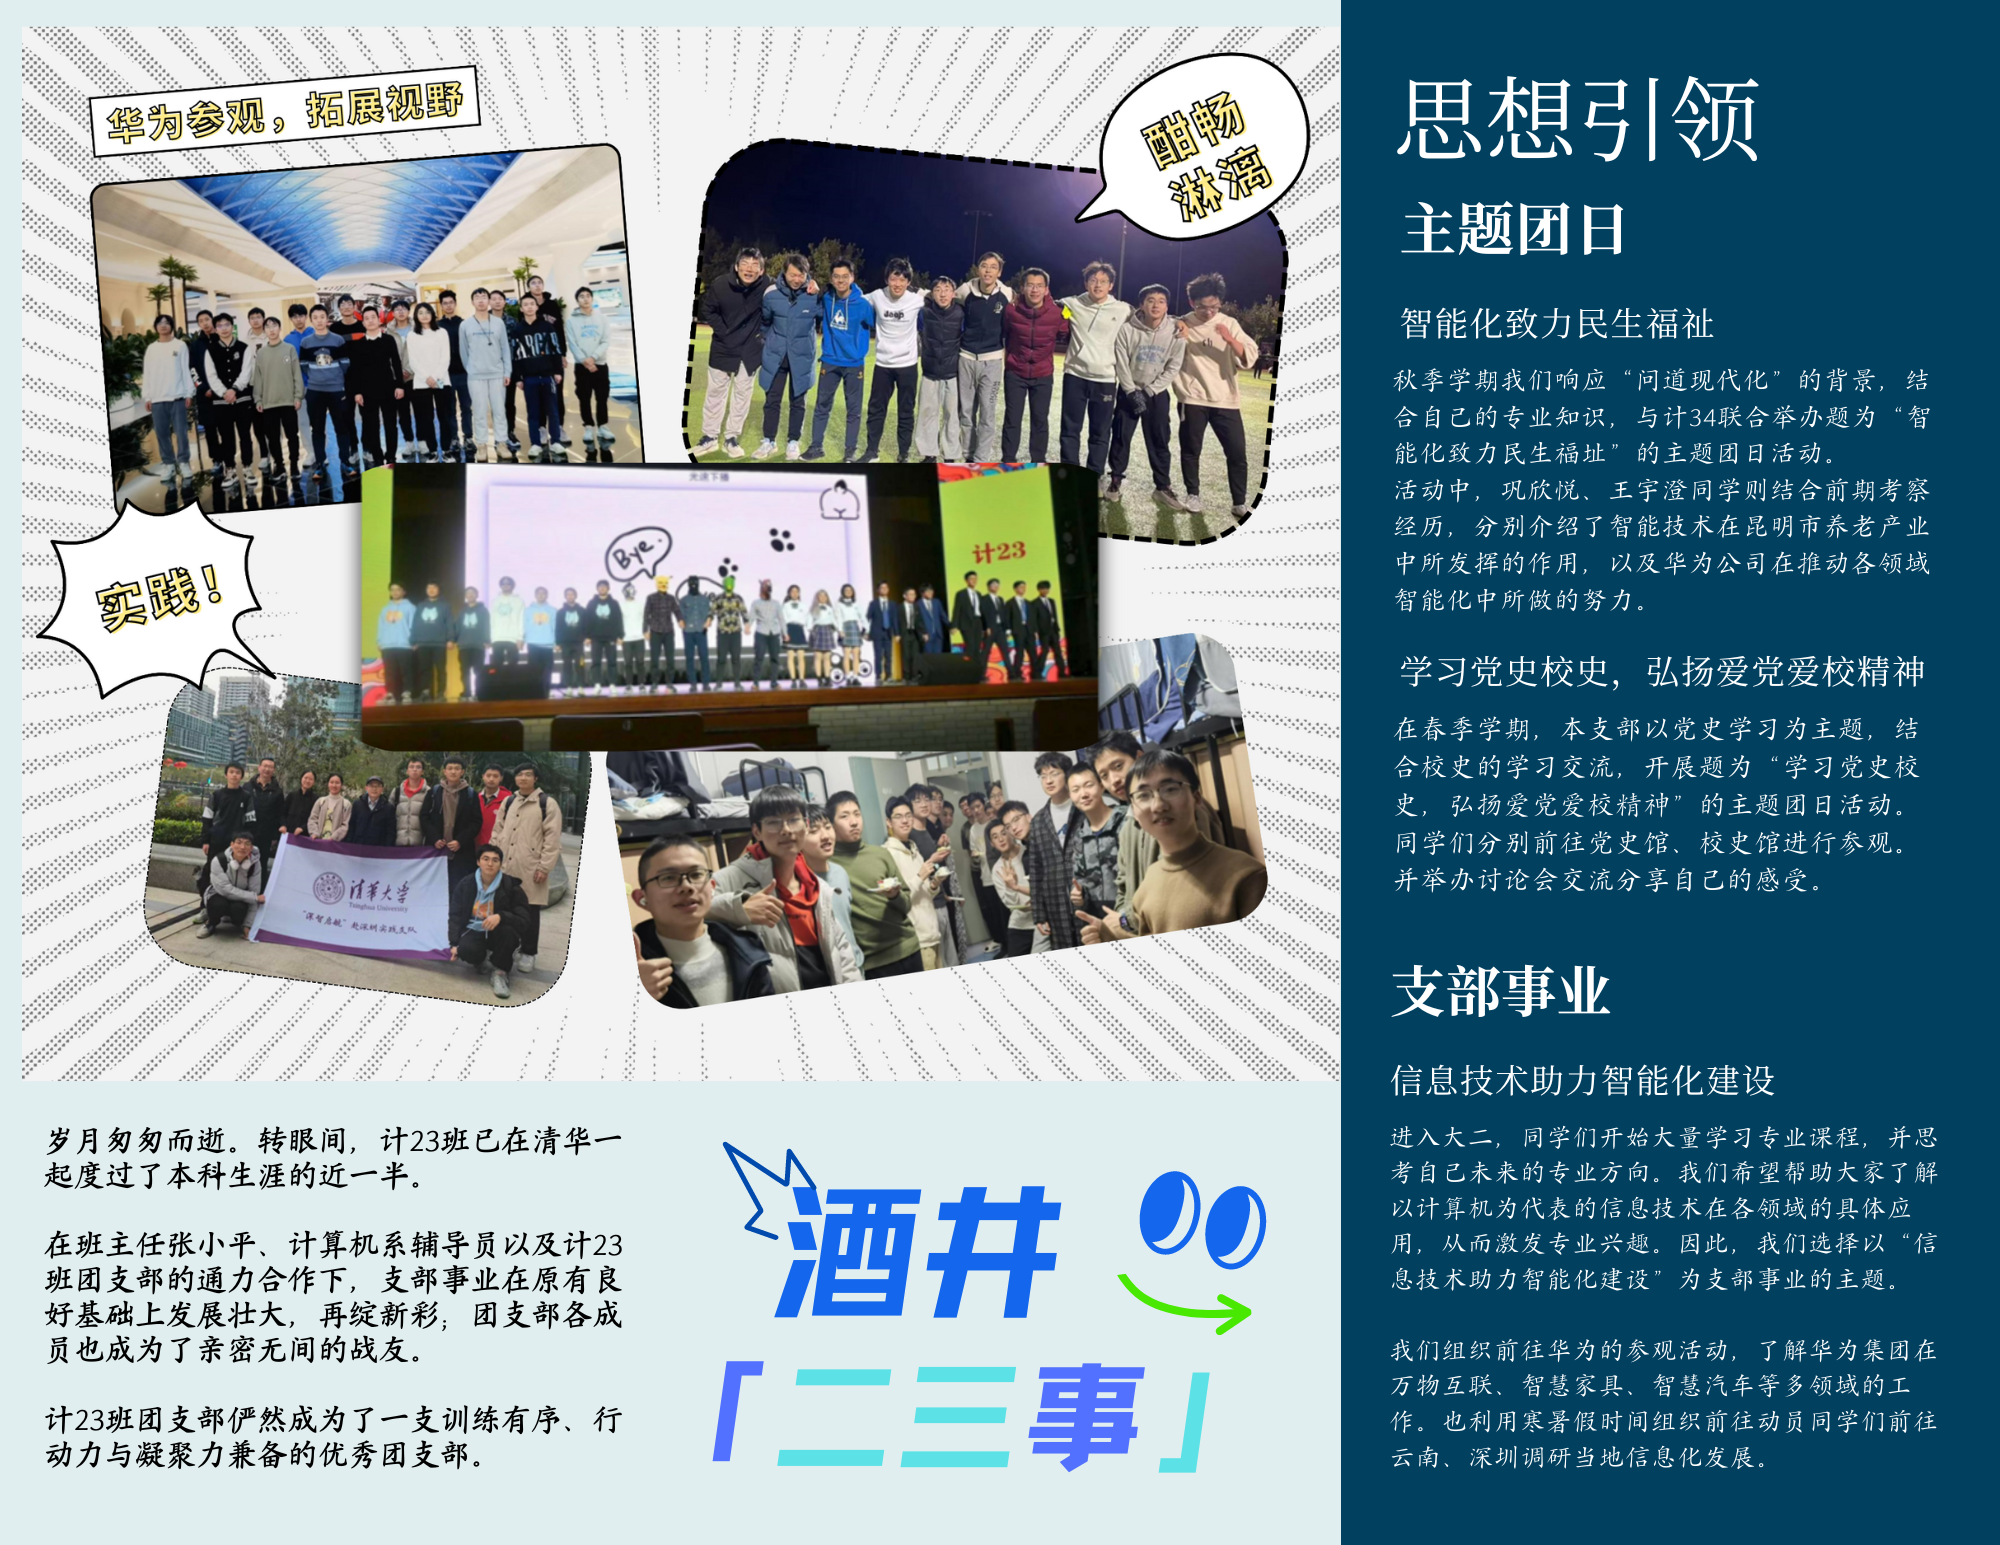 华为参观，拓展视野
酣畅
淋漓
实践！
光速下播
Bye
计23
deep
清华大学
Tsinghua University
“深智启航”赴深圳实践支队
岁月匆匆而逝。转眼间，计23班已在清华一
起度过了本科生涯的近一半。
在班主任张小平、计算机系辅导员以及计23
班团支部的通力合作下，支部事业在原有良
好基础上发展壮大，再绽新彩；团支部各成
员也成为了亲密无间的战友。
计23班团支部俨然成为了一支训练有序、行
动力与凝聚力兼备的优秀团支部。
酒井
「二三事」
思想引领
主题团日
智能化致力民生福祉
秋季学期我们响应“问道现代化”的背景，结
合自己的专业知识，与计34联合举办题为“智
能化致力民生福址”的主题团日活动。
活动中，巩欣悦、王宇澄同学则结合前期考察
经历，分别介绍了智能技术在昆明市养老产业
中所发挥的作用，以及华为公司在推动各领域
智能化中所做的努力。
学习党史校史，弘扬爱党爱校精神
在春季学期，本支部以党史学习为主题，结
合校史的学习交流，开展题为“学习党史校
史，弘扬爱党爱校精神”的主题团日活动。
同学们分别前往党史馆、校史馆进行参观。
并举办讨论会交流分享自己的感受。
支部事业
信息技术助力智能化建设
进入大二，同学们开始大量学习专业课程，并思
考自己未来的专业方向。我们希望帮助大家了解
以计算机为代表的信息技术在各领域的具体应
用，从而激发专业兴趣。因此，我们选择以“信
息技术助力智能化建设”为支部事业的主题。
我们组织前往华为的参观活动，了解华为集团在
万物互联、智慧家具、智慧汽车等多领域的工
作。也利用寒暑假时间组织前往动员同学们前往
云南、深圳调研当地信息化发展。